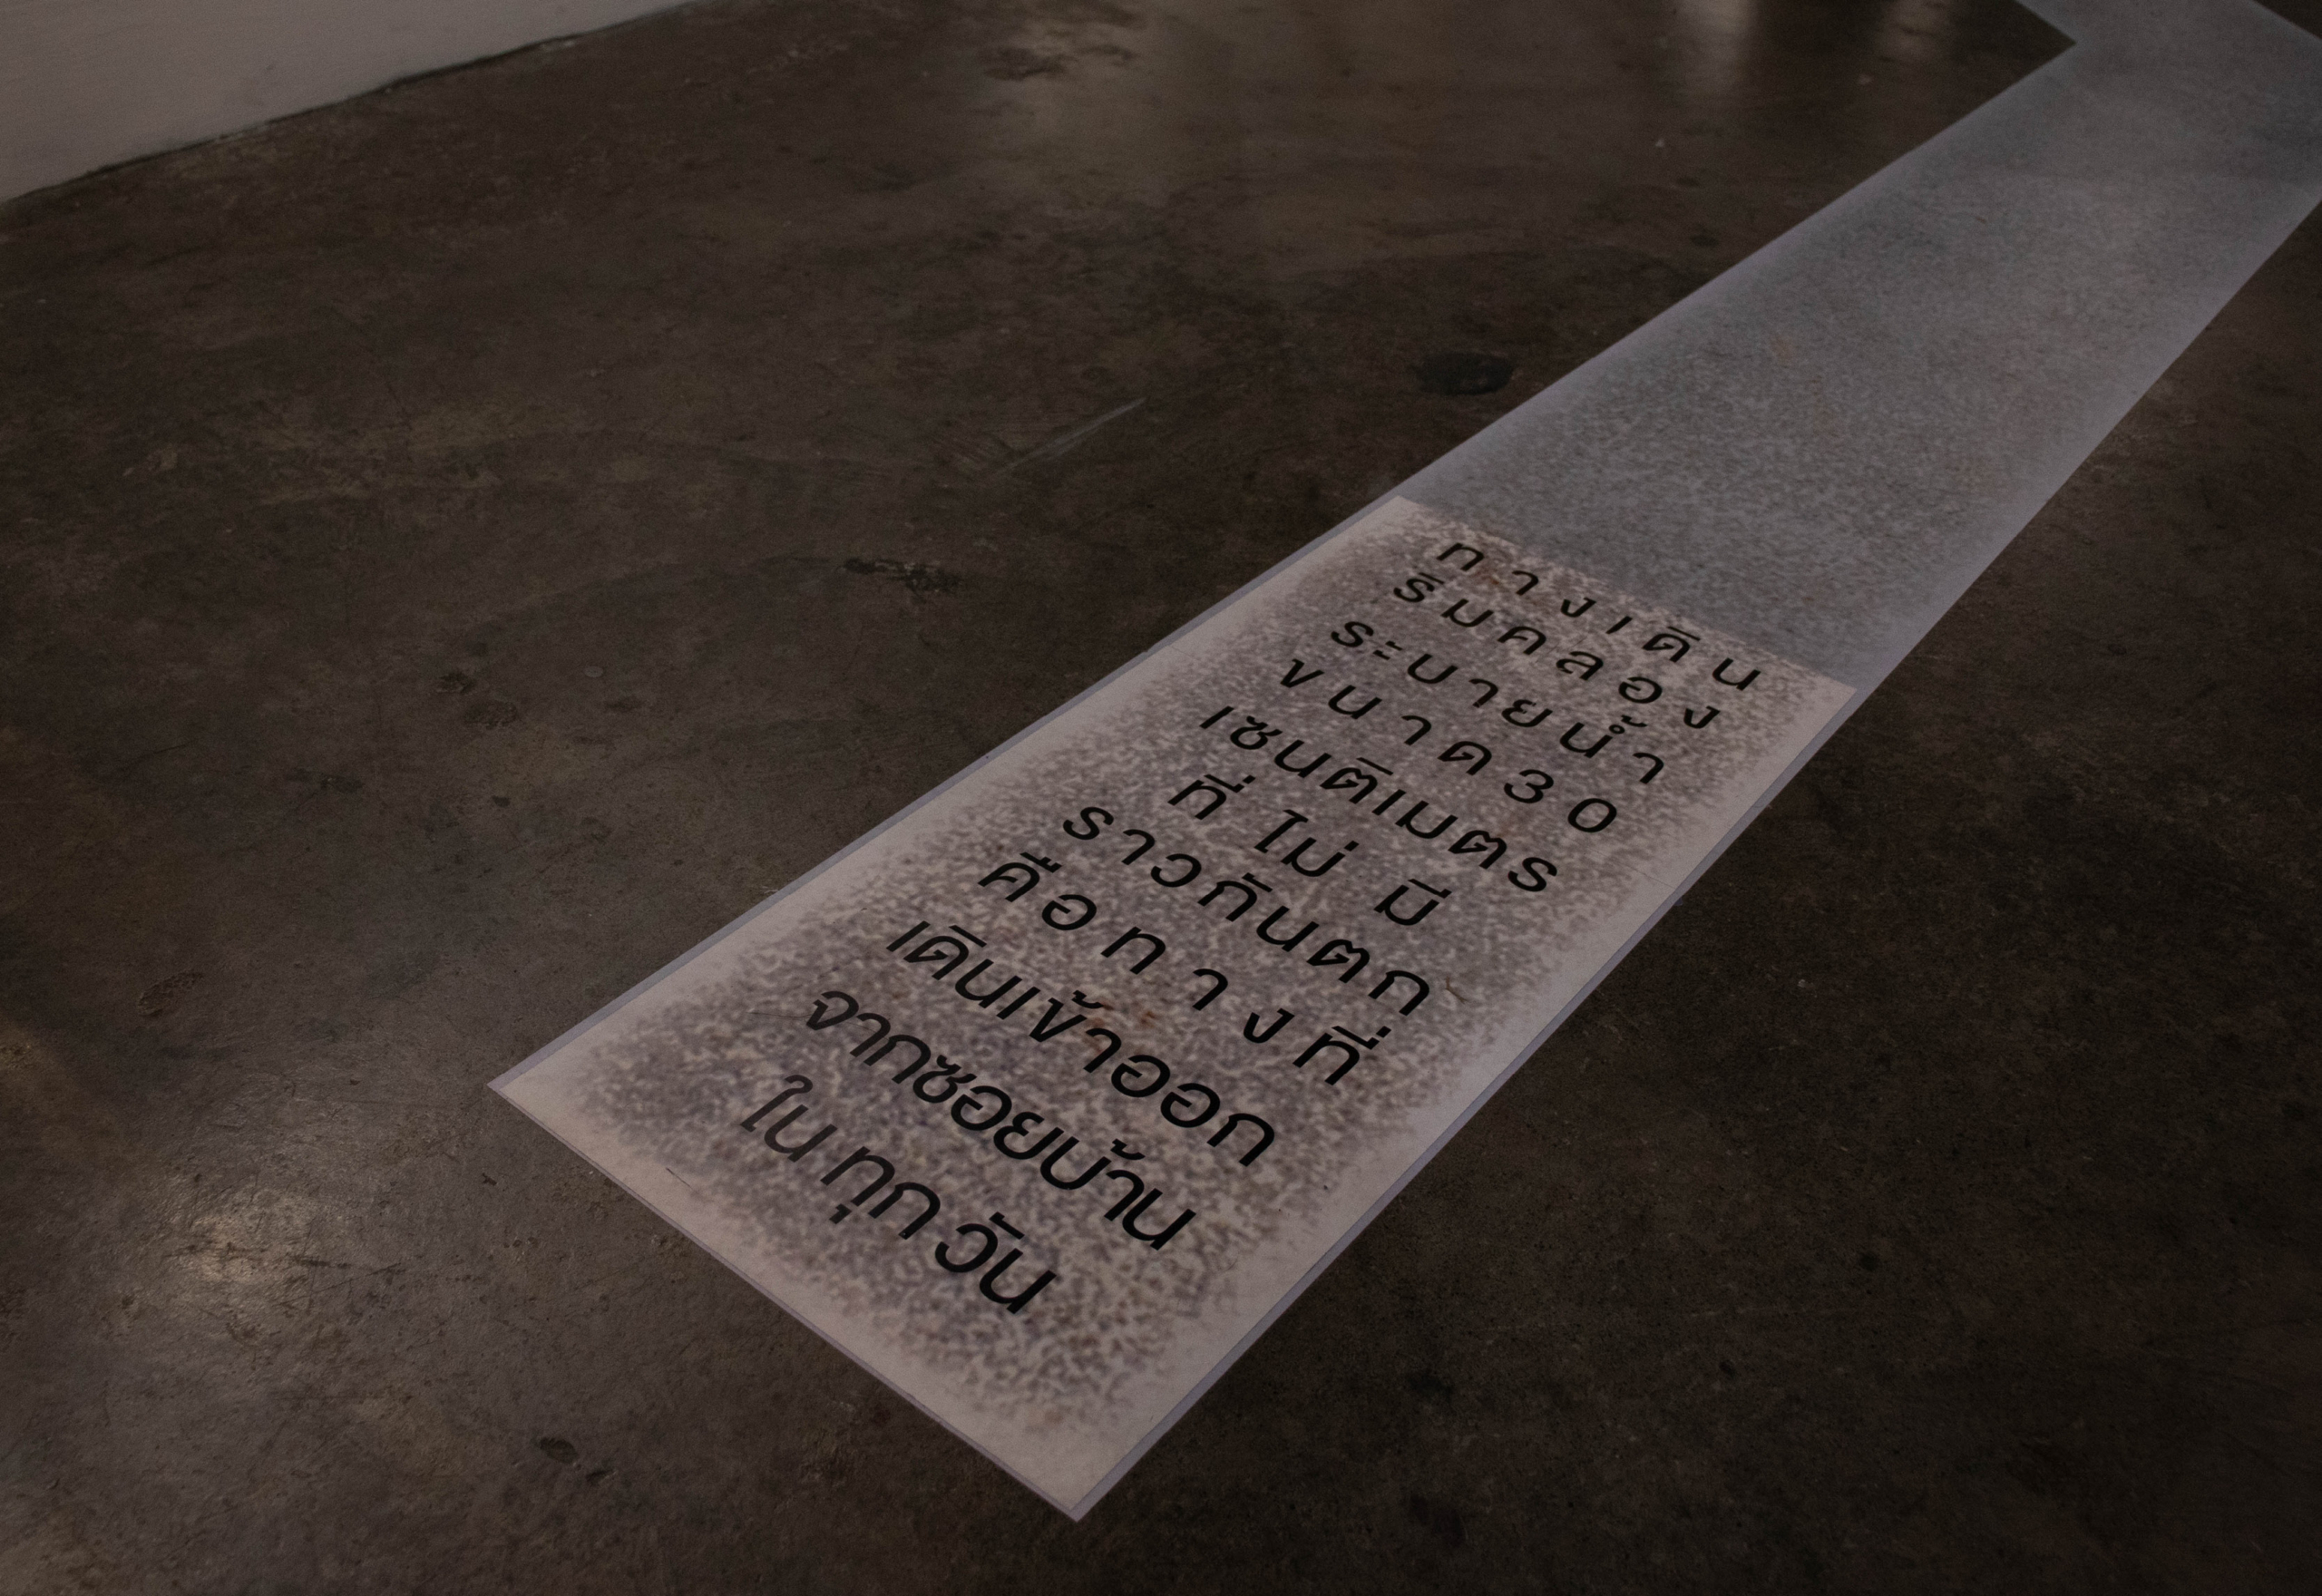 ทางเดิน
ริมคลอง
ระบายน้ำ
ขนาด30
เซนติเมตร
ที่ ไม่ มี
ราวกันตก
คือทางที่
เดินเข้าออก
จากซอยบ้าน
ในทุกวัน